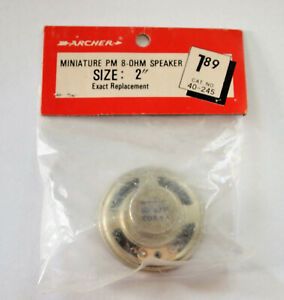 ARCHER
MINIATURE PM 8-OHM SPEAKER
SIZE: 2"
Exact Replacement
1.89
CAT. NO.
40-245